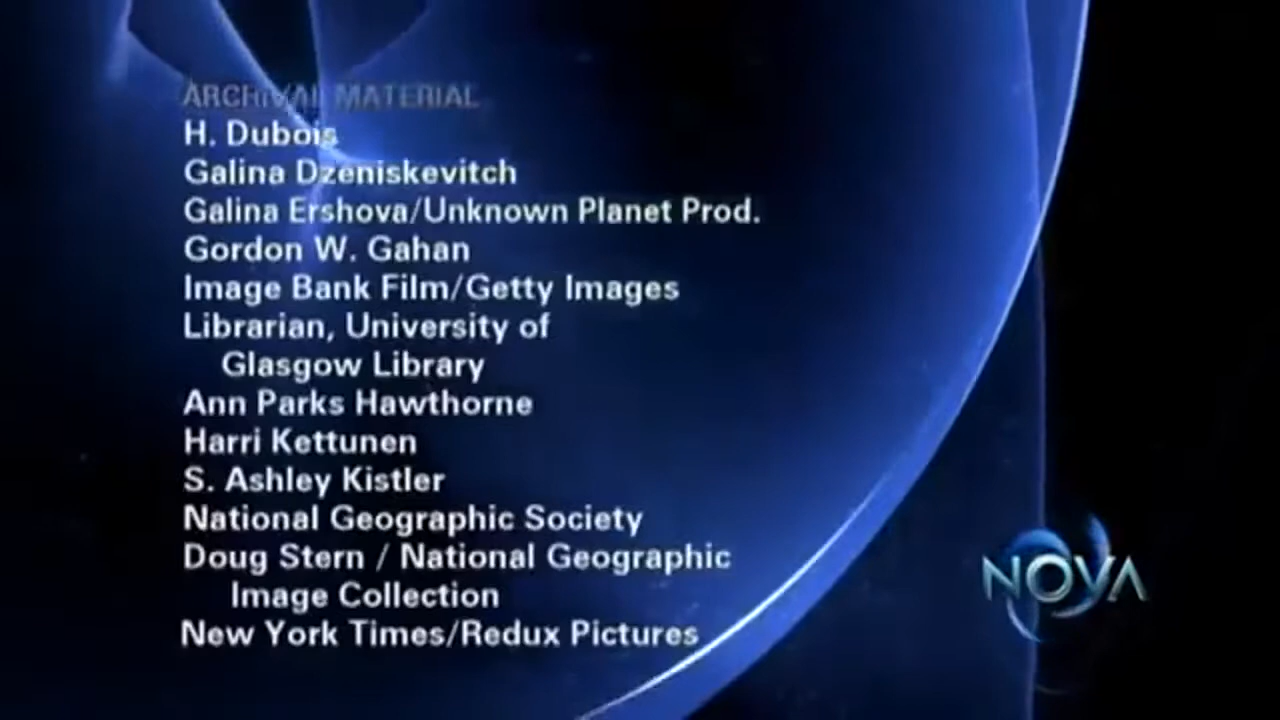 ARCHIVAL MATERIAL
H. Dubois
Galina Dzeniskevitch
Galina Ershova/Unknown Planet Prod.
Gordon W. Gahan
Image Bank Film/Getty Images
Librarian, University of
Glasgow Library
Ann Parks Hawthorne
Harri Kettunen
S. Ashley Kistler
National Geographic Society
Doug Stern / National Geographic
Image Collection
New York Times/Redux Pictures
NOVA